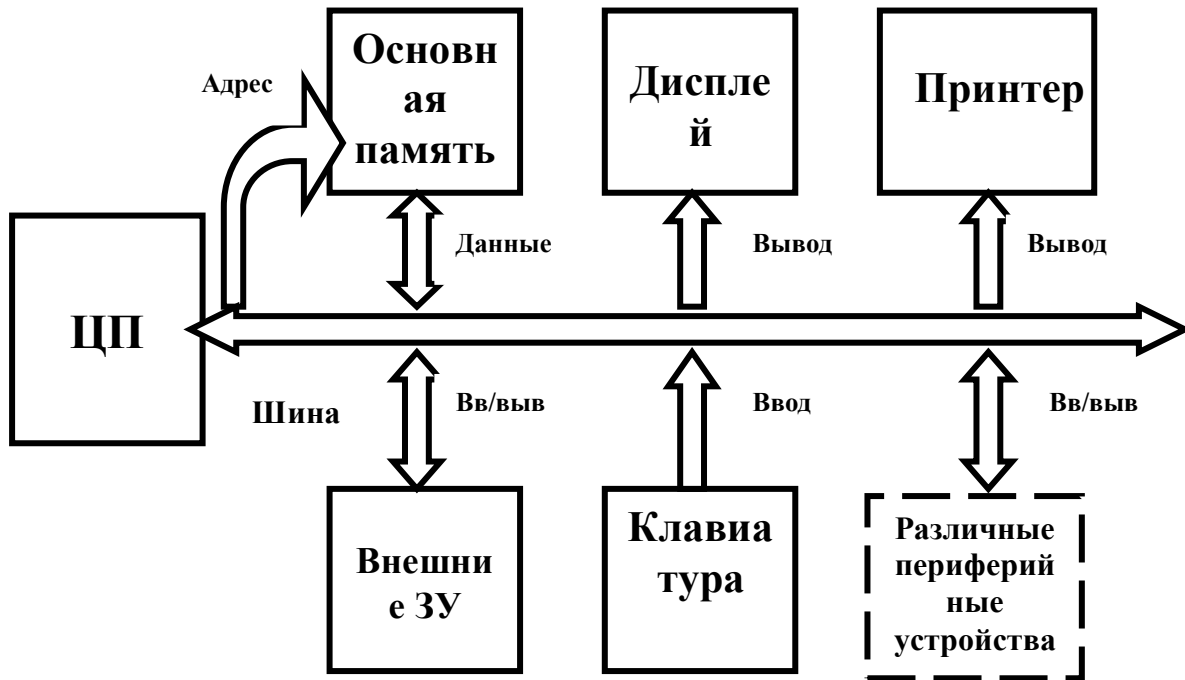 Адрес
Основн
ая
память
Диспле
й
Принтер
Данные
Вывод
Вывод
ЦП
Шина
Вв/выв
Ввод
Вв/выв
Внешни
е ЗУ
Клавиа
тура
Различные
периферий
ные
устройства